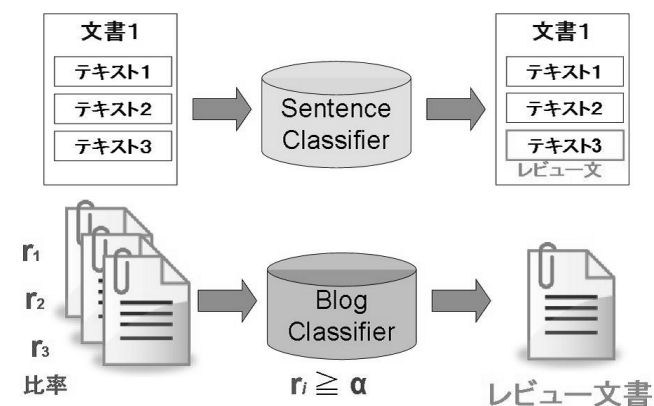 文書1
テキスト1
テキスト2
テキスト3
Sentence
Classifier
文書1
テキスト1
テキスト2
テキスト3
レビュー文
r₁
r₂
r₃
比率
Blog
Classifier
rᵢ ≧ α
レビュー文書